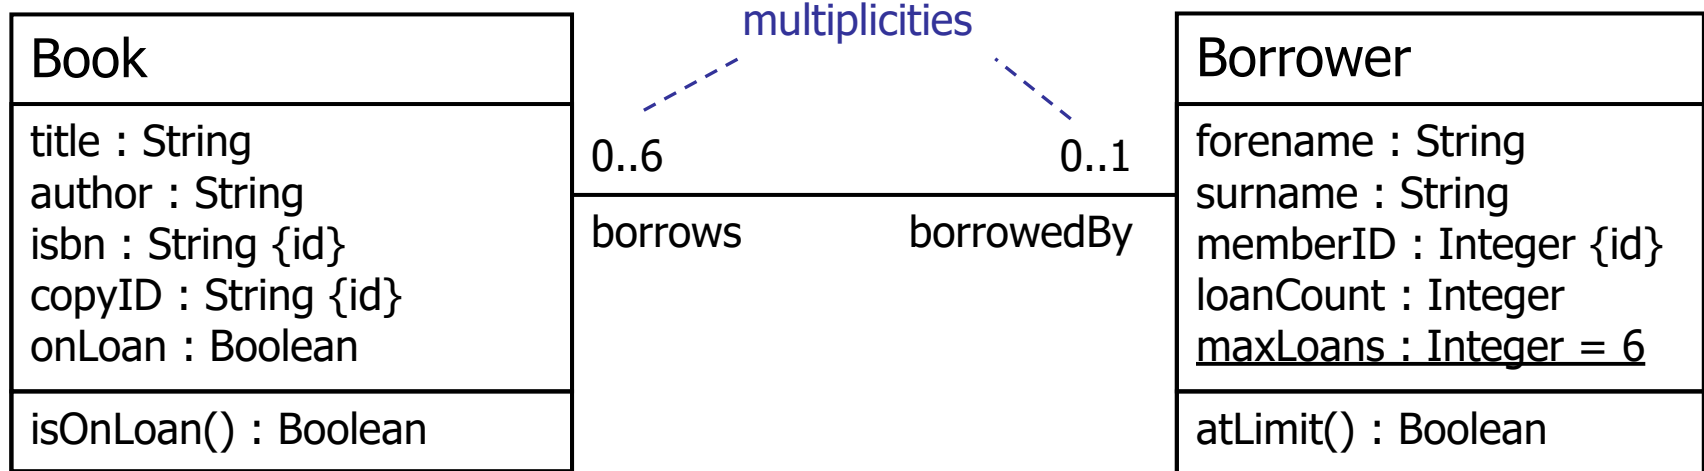 multiplicities
Book
title : String
author : String
isbn : String {id}
copyID : String {id}
onLoan : Boolean
isOnLoan() : Boolean
0..6
0..1
borrows
borrowedBy
Borrower
forename : String
surname : String
memberID : Integer {id}
loanCount : Integer
maxLoans : Integer = 6
atLimit() : Boolean